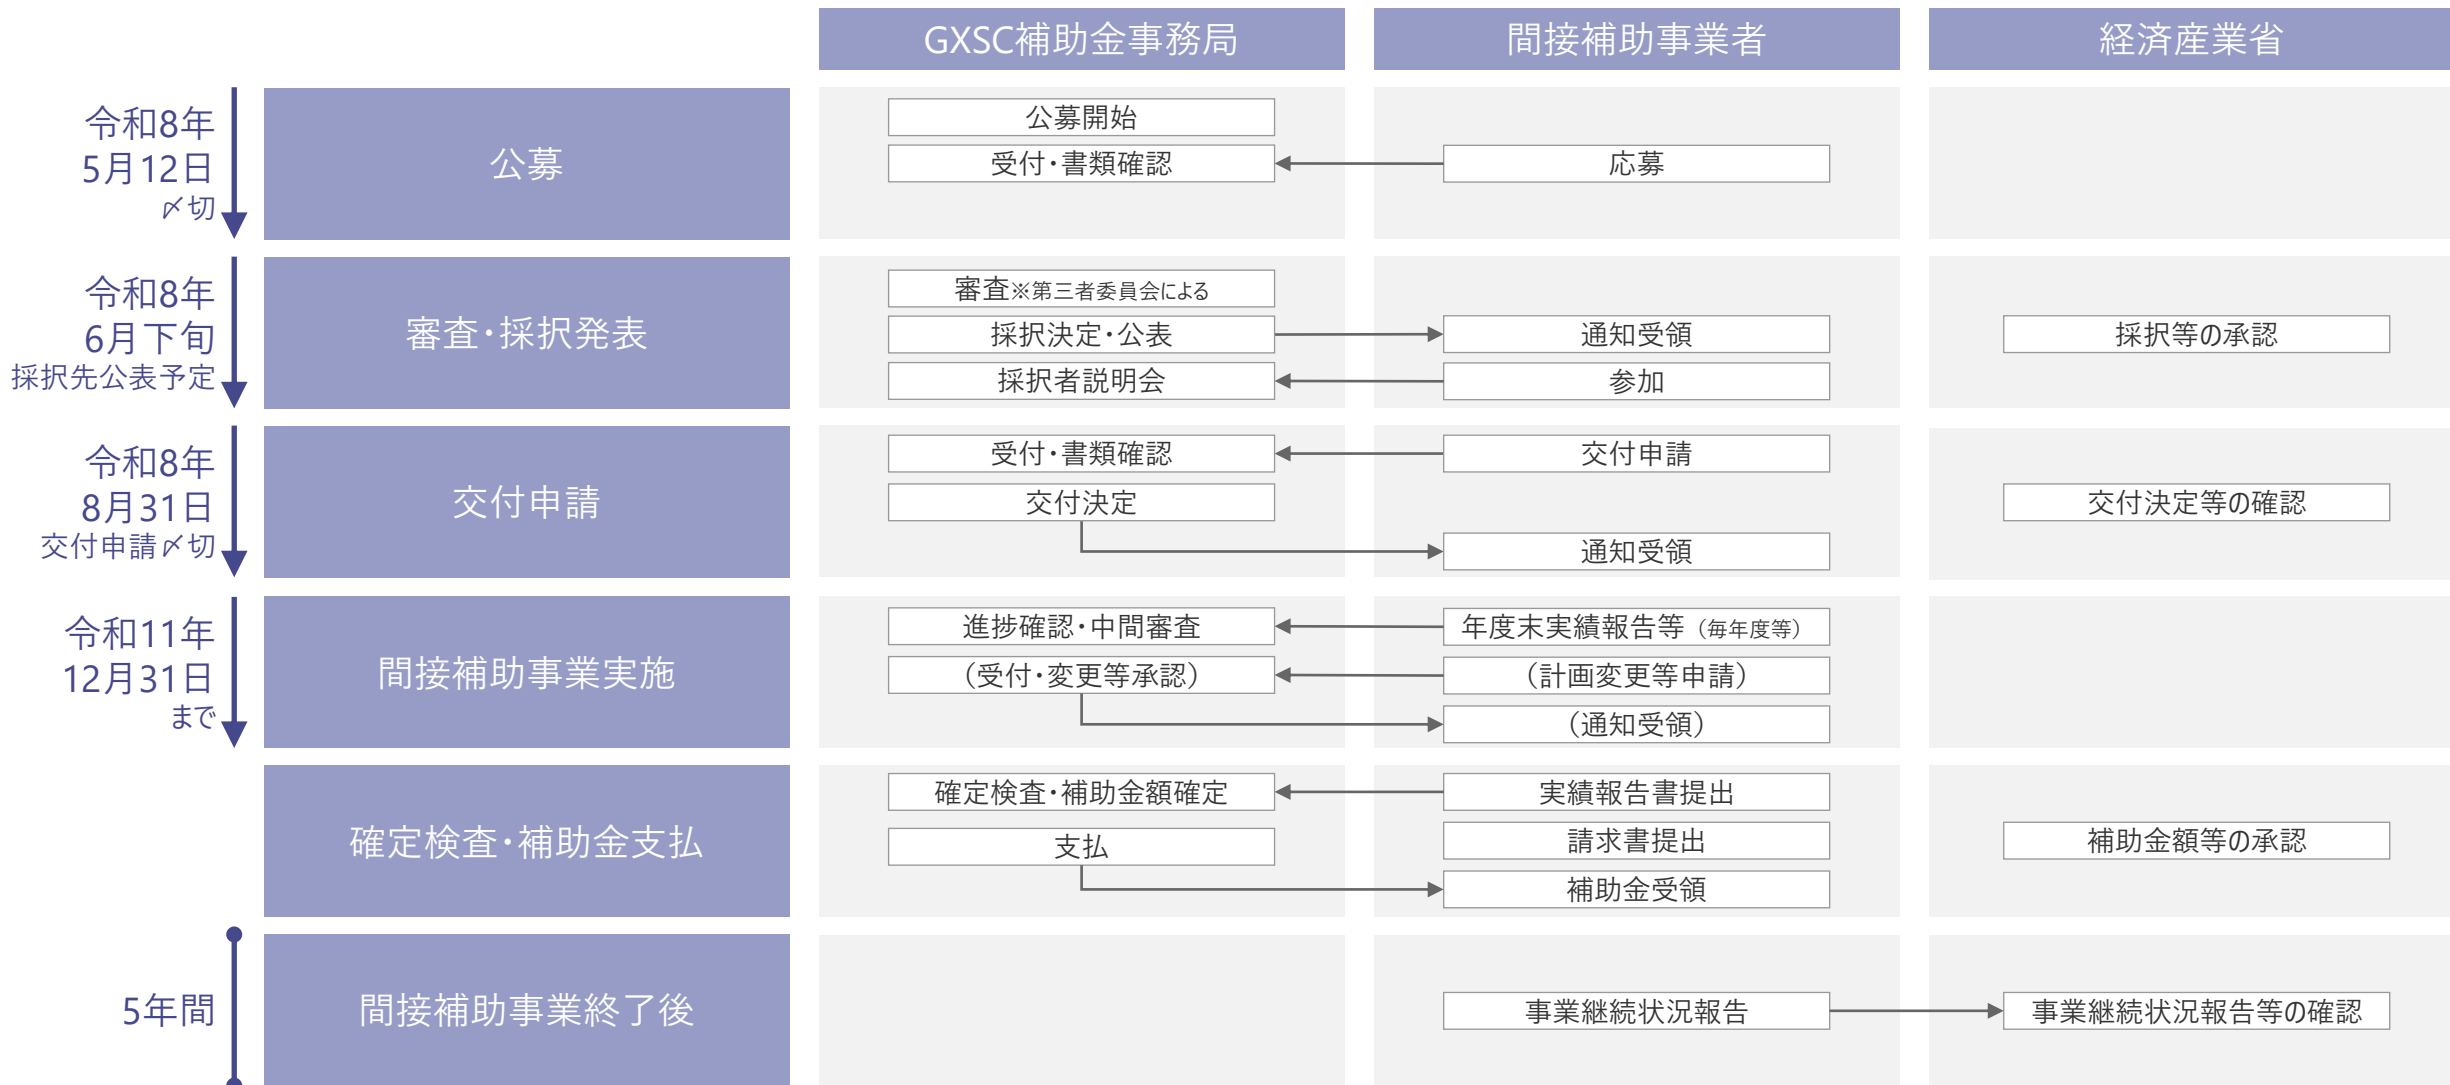 GXSC補助金事務局
間接補助事業者
経済産業省
令和8年
5月12日
〆切
公募
公募開始
受付・書類確認
応募
令和8年
6月下旬
採択先公表予定
審査・採択発表
審査※第三者委員会による
採択決定・公表
通知受領
採択等の承認
採択者説明会
参加
令和8年
8月31日
交付申請〆切
交付申請
受付・書類確認
交付申請
交付決定
交付決定等の確認
通知受領
令和11年
12月31日
まで
間接補助事業実施
進捗確認・中間審査
年度末実績報告等（毎年度等）
（受付・変更等承認）
（計画変更等申請）
（通知受領）
確定検査・補助金支払
確定検査・補助金額確定
実績報告書提出
支払
請求書提出
補助金額等の承認
補助金受領
5年間
間接補助事業終了後
事業継続状況報告
事業継続状況報告等の確認